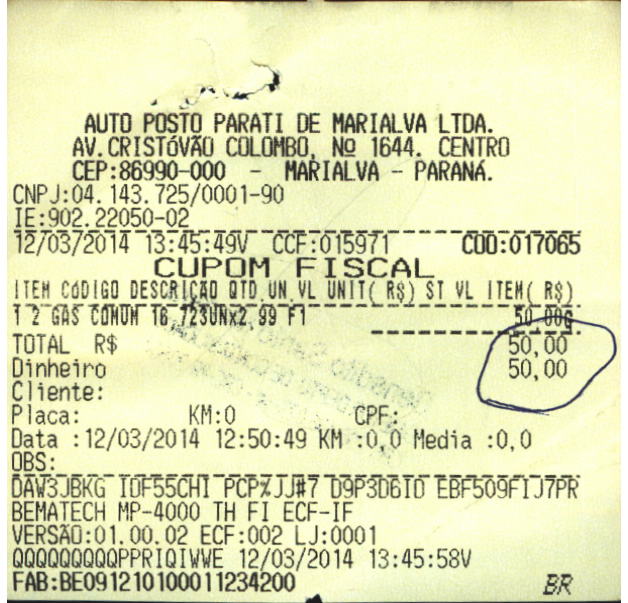 AUTO POSTO PARATI DE MARIALVA LTDA.
AV.CRISTÓVÃO COLOMBO, Nº 1644. CENTRO
CEP:86990-000 - MARIALVA - PARANÁ.
CNPJ:04.143.725/0001-90
IE:902.22050-02
12/03/2014 13:45:49V CCF:015971 COO:017065
CUPOM FISCAL
ITEM CÓDIGO DESCRIÇÃO QTD.UN.VL UNIT( R$) ST VL ITEM( R$)
1 2 GAS COMUM 16,723UNx2,99 F1 50,00g
TOTAL R$ 50,00
Dinheiro 50,00
Cliente:
Placa: KM:0 CPF:
Data :12/03/2014 12:50:49 KM :0,0 Media :0,0
OBS:
DAW3JBKG IDF55CHI PCP%JJ#7 D9P3D6IO EBF509FIJ7PR
BEMATECH MP-4000 TH FI ECF-IF
VERSÃO:01.00.02 ECF:002 LJ:0001
QQQQQQQQQPPRIQIWWE 12/03/2014 13:45:58V
FAB:BE091210100011234200 BR